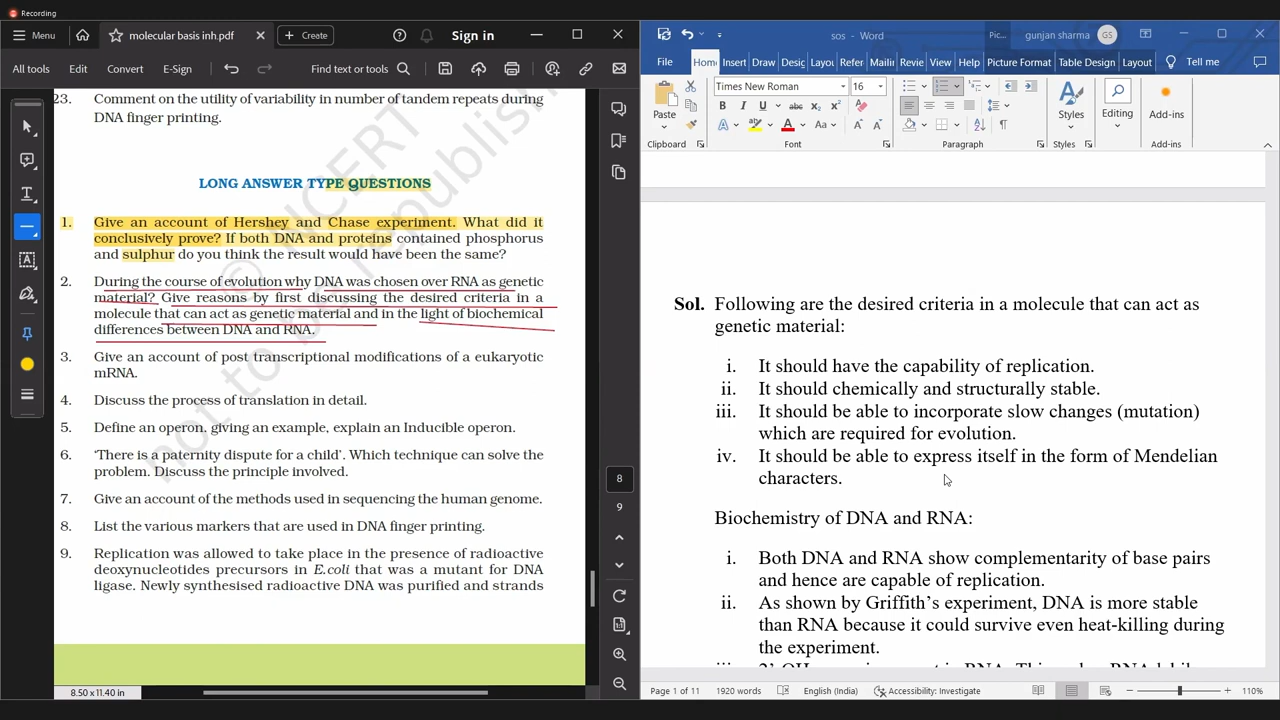 Recording
Menu
molecular basis inh.pdf
Create
Sign in
All tools
Edit
Convert
E-Sign
Find text or tools
23. Comment on the utility of variability in number of tandem repeats during
DNA finger printing.
LONG ANSWER TYPE QUESTIONS
1. Give an account of Hershey and Chase experiment. What did it
conclusively prove? If both DNA and proteins contained phosphorus
and sulphur do you think the result would have been the same?
2. During the course of evolution why DNA was chosen over RNA as genetic
material? Give reasons by first discussing the desired criteria in a
molecule that can act as genetic material and in the light of biochemical
differences between DNA and RNA.
3. Give an account of post transcriptional modifications of a eukaryotic
mRNA.
4. Discuss the process of translation in detail.
5. Define an operon. giving an example, explain an Inducible operon.
6. ‘There is a paternity dispute for a child’. Which technique can solve the
problem. Discuss the principle involved.
7. Give an account of the methods used in sequencing the human genome.
8. List the various markers that are used in DNA finger printing.
9. Replication was allowed to take place in the presence of radioactive
deoxynucleotides precursors in E.coli that was a mutant for DNA
ligase. Newly synthesised radioactive DNA was purified and strands
© NCERT
not to be republish
8
9
8.50 x 11.40 in
sos - Word
Pic...
gunjan sharma
GS
File
Home
Insert
Draw
Desig
Layou
Refer
Mailin
Revie
View
Help
Picture Format
Table Design
Layout
Tell me
Paste
Clipboard
Times New Roman
16
Font
Paragraph
Styles
Styles
Editing
Add-ins
Add-ins
Sol. Following are the desired criteria in a molecule that can act as
genetic material:
i. It should have the capability of replication.
ii. It should chemically and structurally stable.
iii. It should be able to incorporate slow changes (mutation)
which are required for evolution.
iv. It should be able to express itself in the form of Mendelian
characters.
Biochemistry of DNA and RNA:
i. Both DNA and RNA show complementarity of base pairs
and hence are capable of replication.
ii. As shown by Griffith’s experiment, DNA is more stable
than RNA because it could survive even heat-killing during
the experiment.
Page 1 of 11
1920 words
English (India)
Accessibility: Investigate
110%